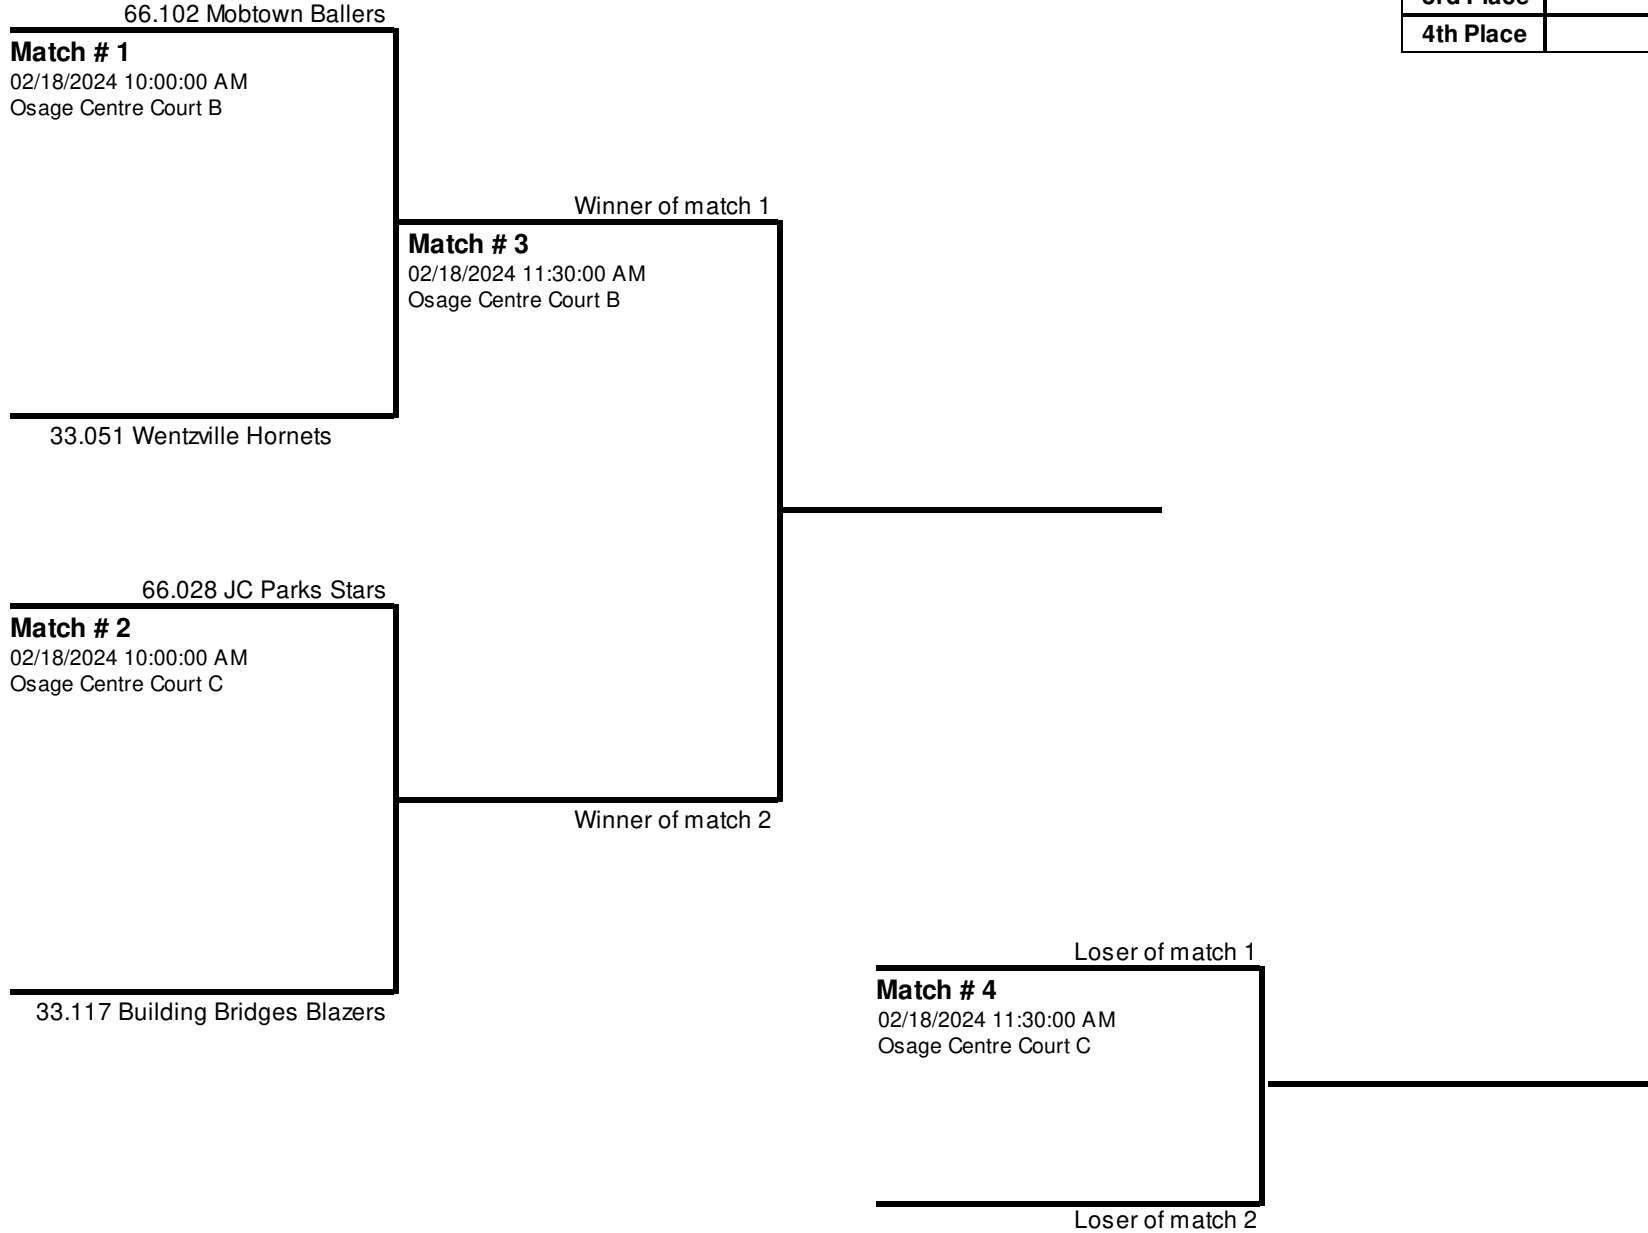 66.102 Mobtown Ballers
Match # 1
02/18/2024 10:00:00 AM
Osage Centre Court B
3rd Place
4th Place
Winner of match 1
Match # 3
02/18/2024 11:30:00 AM
Osage Centre Court B
33.051 Wentzville Hornets
66.028 JC Parks Stars
Match # 2
02/18/2024 10:00:00 AM
Osage Centre Court C
Winner of match 2
33.117 Building Bridges Blazers
Loser of match 1
Match # 4
02/18/2024 11:30:00 AM
Osage Centre Court C
Loser of match 2